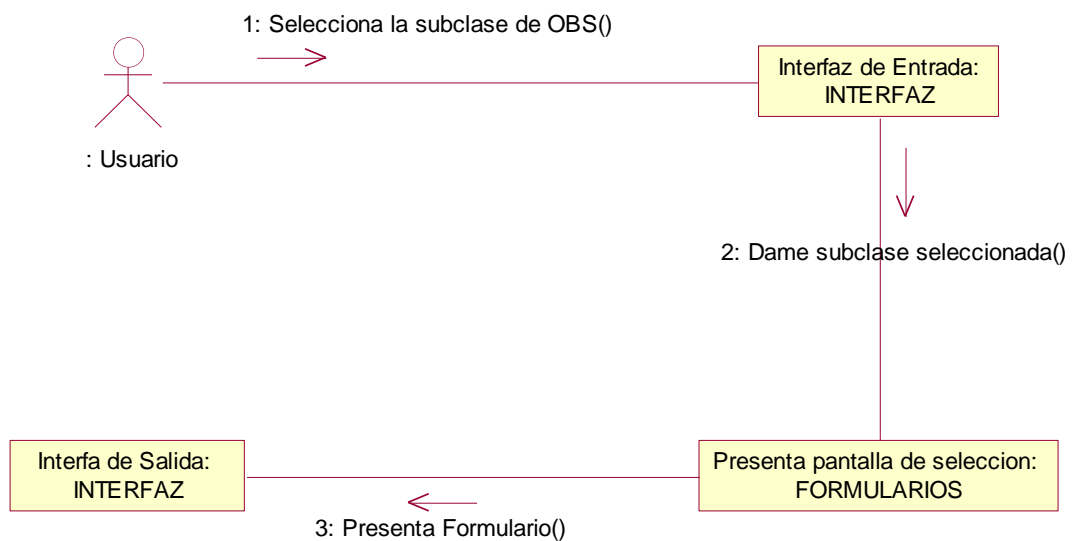 1: Selecciona la subclase de OBS()
Interfaz de Entrada:
INTERFAZ
: Usuario
2: Dame subclase seleccionada()
Interfa de Salida:
INTERFAZ
Presenta pantalla de seleccion:
FORMULARIOS
3: Presenta Formulario()